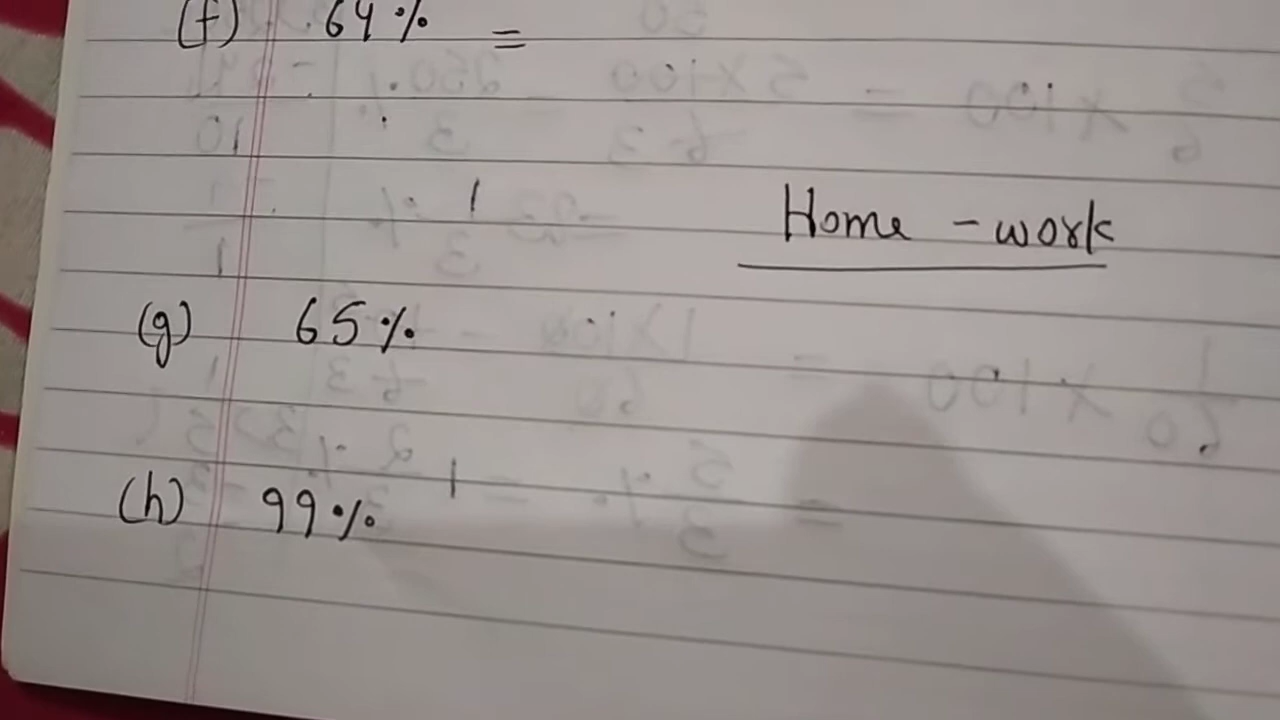 (f) 64% =
Home - work
(g) 65%
(h) 99%